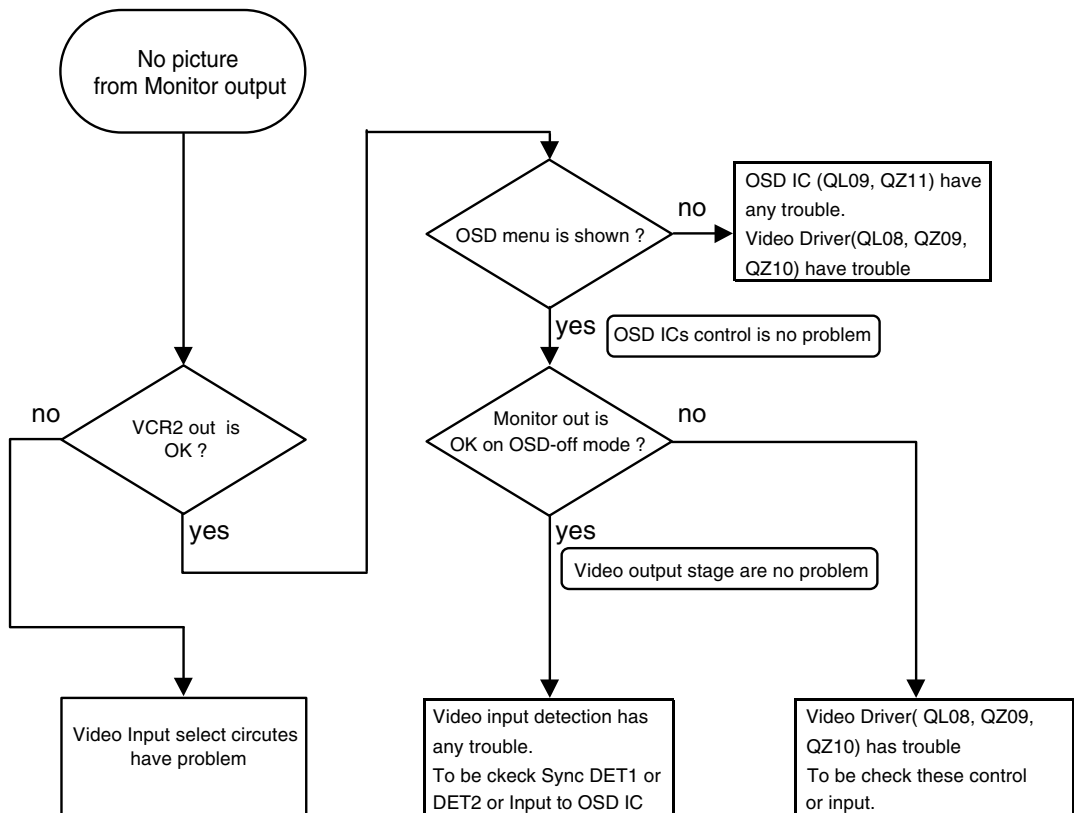 No picture
from Monitor output
OSD menu is shown ?
no
OSD IC (QL09, QZ11) have
any trouble.
Video Driver(QL08, QZ09,
QZ10) have trouble
yes
OSD ICs control is no problem
no
VCR2 out is
OK ?
yes
Monitor out is
OK on OSD-off mode ?
no
yes
Video output stage are no problem
Video Input select circutes
have problem
Video input detection has
any trouble.
To be ckeck Sync DET1 or
DET2 or Input to OSD IC
Video Driver( QL08, QZ09,
QZ10) has trouble
To be check these control
or input.